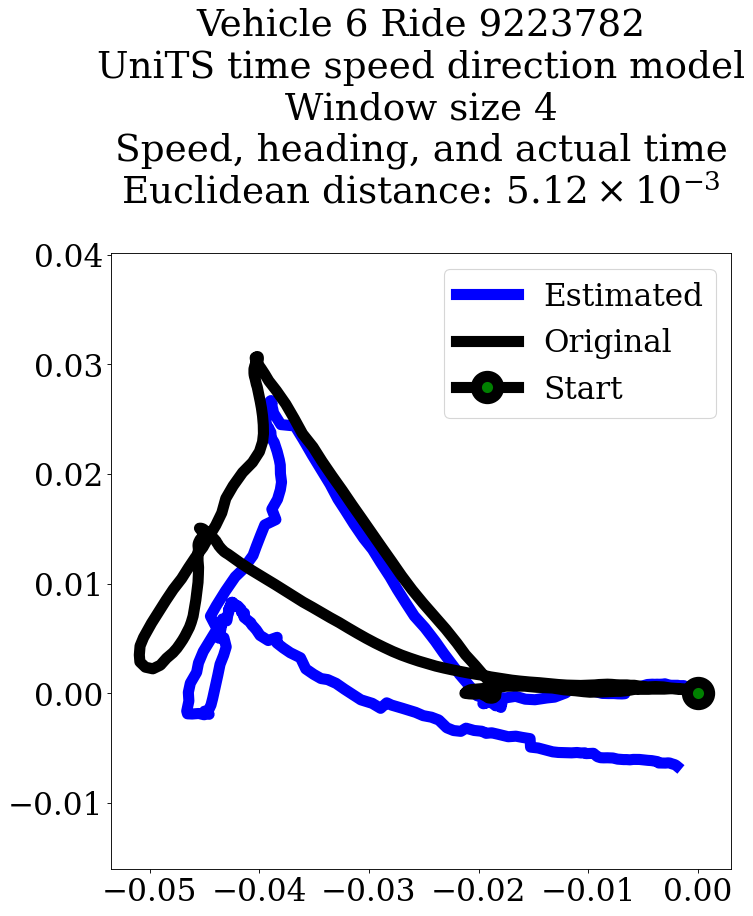 Vehicle 6 Ride 9223782
UniTS time speed direction model
Window size 4
Speed, heading, and actual time
Euclidean distance: 5.12 × 10⁻³
0.04
0.03
0.02
0.01
0.00
−0.01
Estimated
Original
Start
−0.05 −0.04 −0.03 −0.02 −0.01 0.00